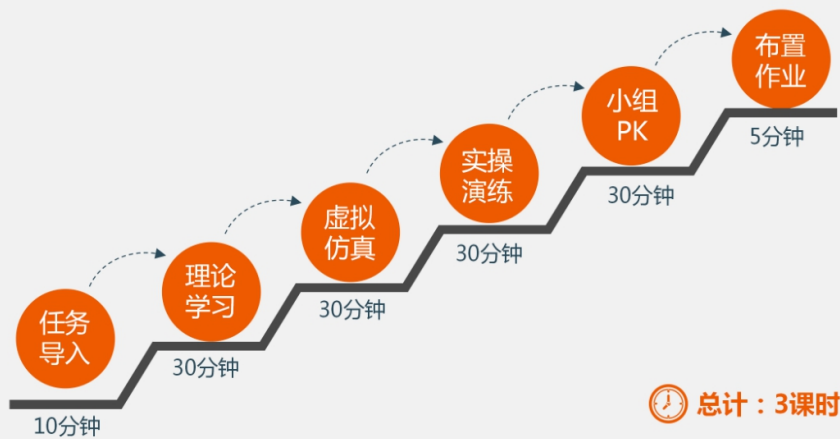 任务
导入
10分钟
理论
学习
30分钟
虚拟
仿真
30分钟
实操
演练
30分钟
小组
PK
30分钟
布置
作业
5分钟
总计：3课时